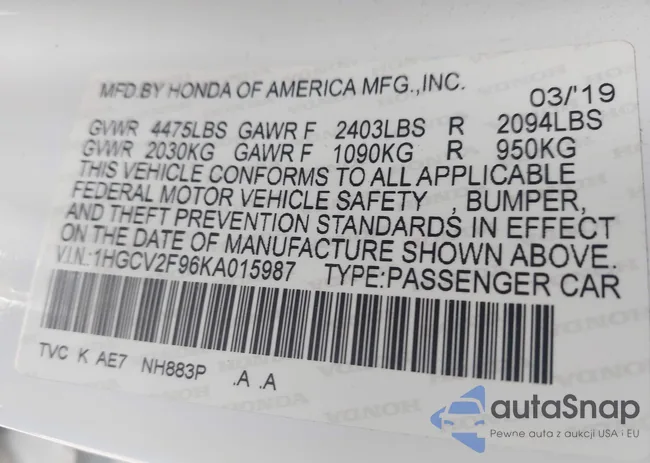 MFD.BY HONDA OF AMERICA MFG.,INC. 03/'19
GVWR 4475LBS GAWR F 2403LBS R 2094LBS
GVWR 2030KG GAWR F 1090KG R 950KG
THIS VEHICLE CONFORMS TO ALL APPLICABLE
FEDERAL MOTOR VEHICLE SAFETY , BUMPER,
AND THEFT PREVENTION STANDARDS IN EFFECT
ON THE DATE OF MANUFACTURE SHOWN ABOVE.
V.I.N.:1HGCV2F96KA015987 TYPE:PASSENGER CAR
TVC K AE7 NH883P .A .A
HONDA
autaSnap
Pewne auta z aukcji USA i EU